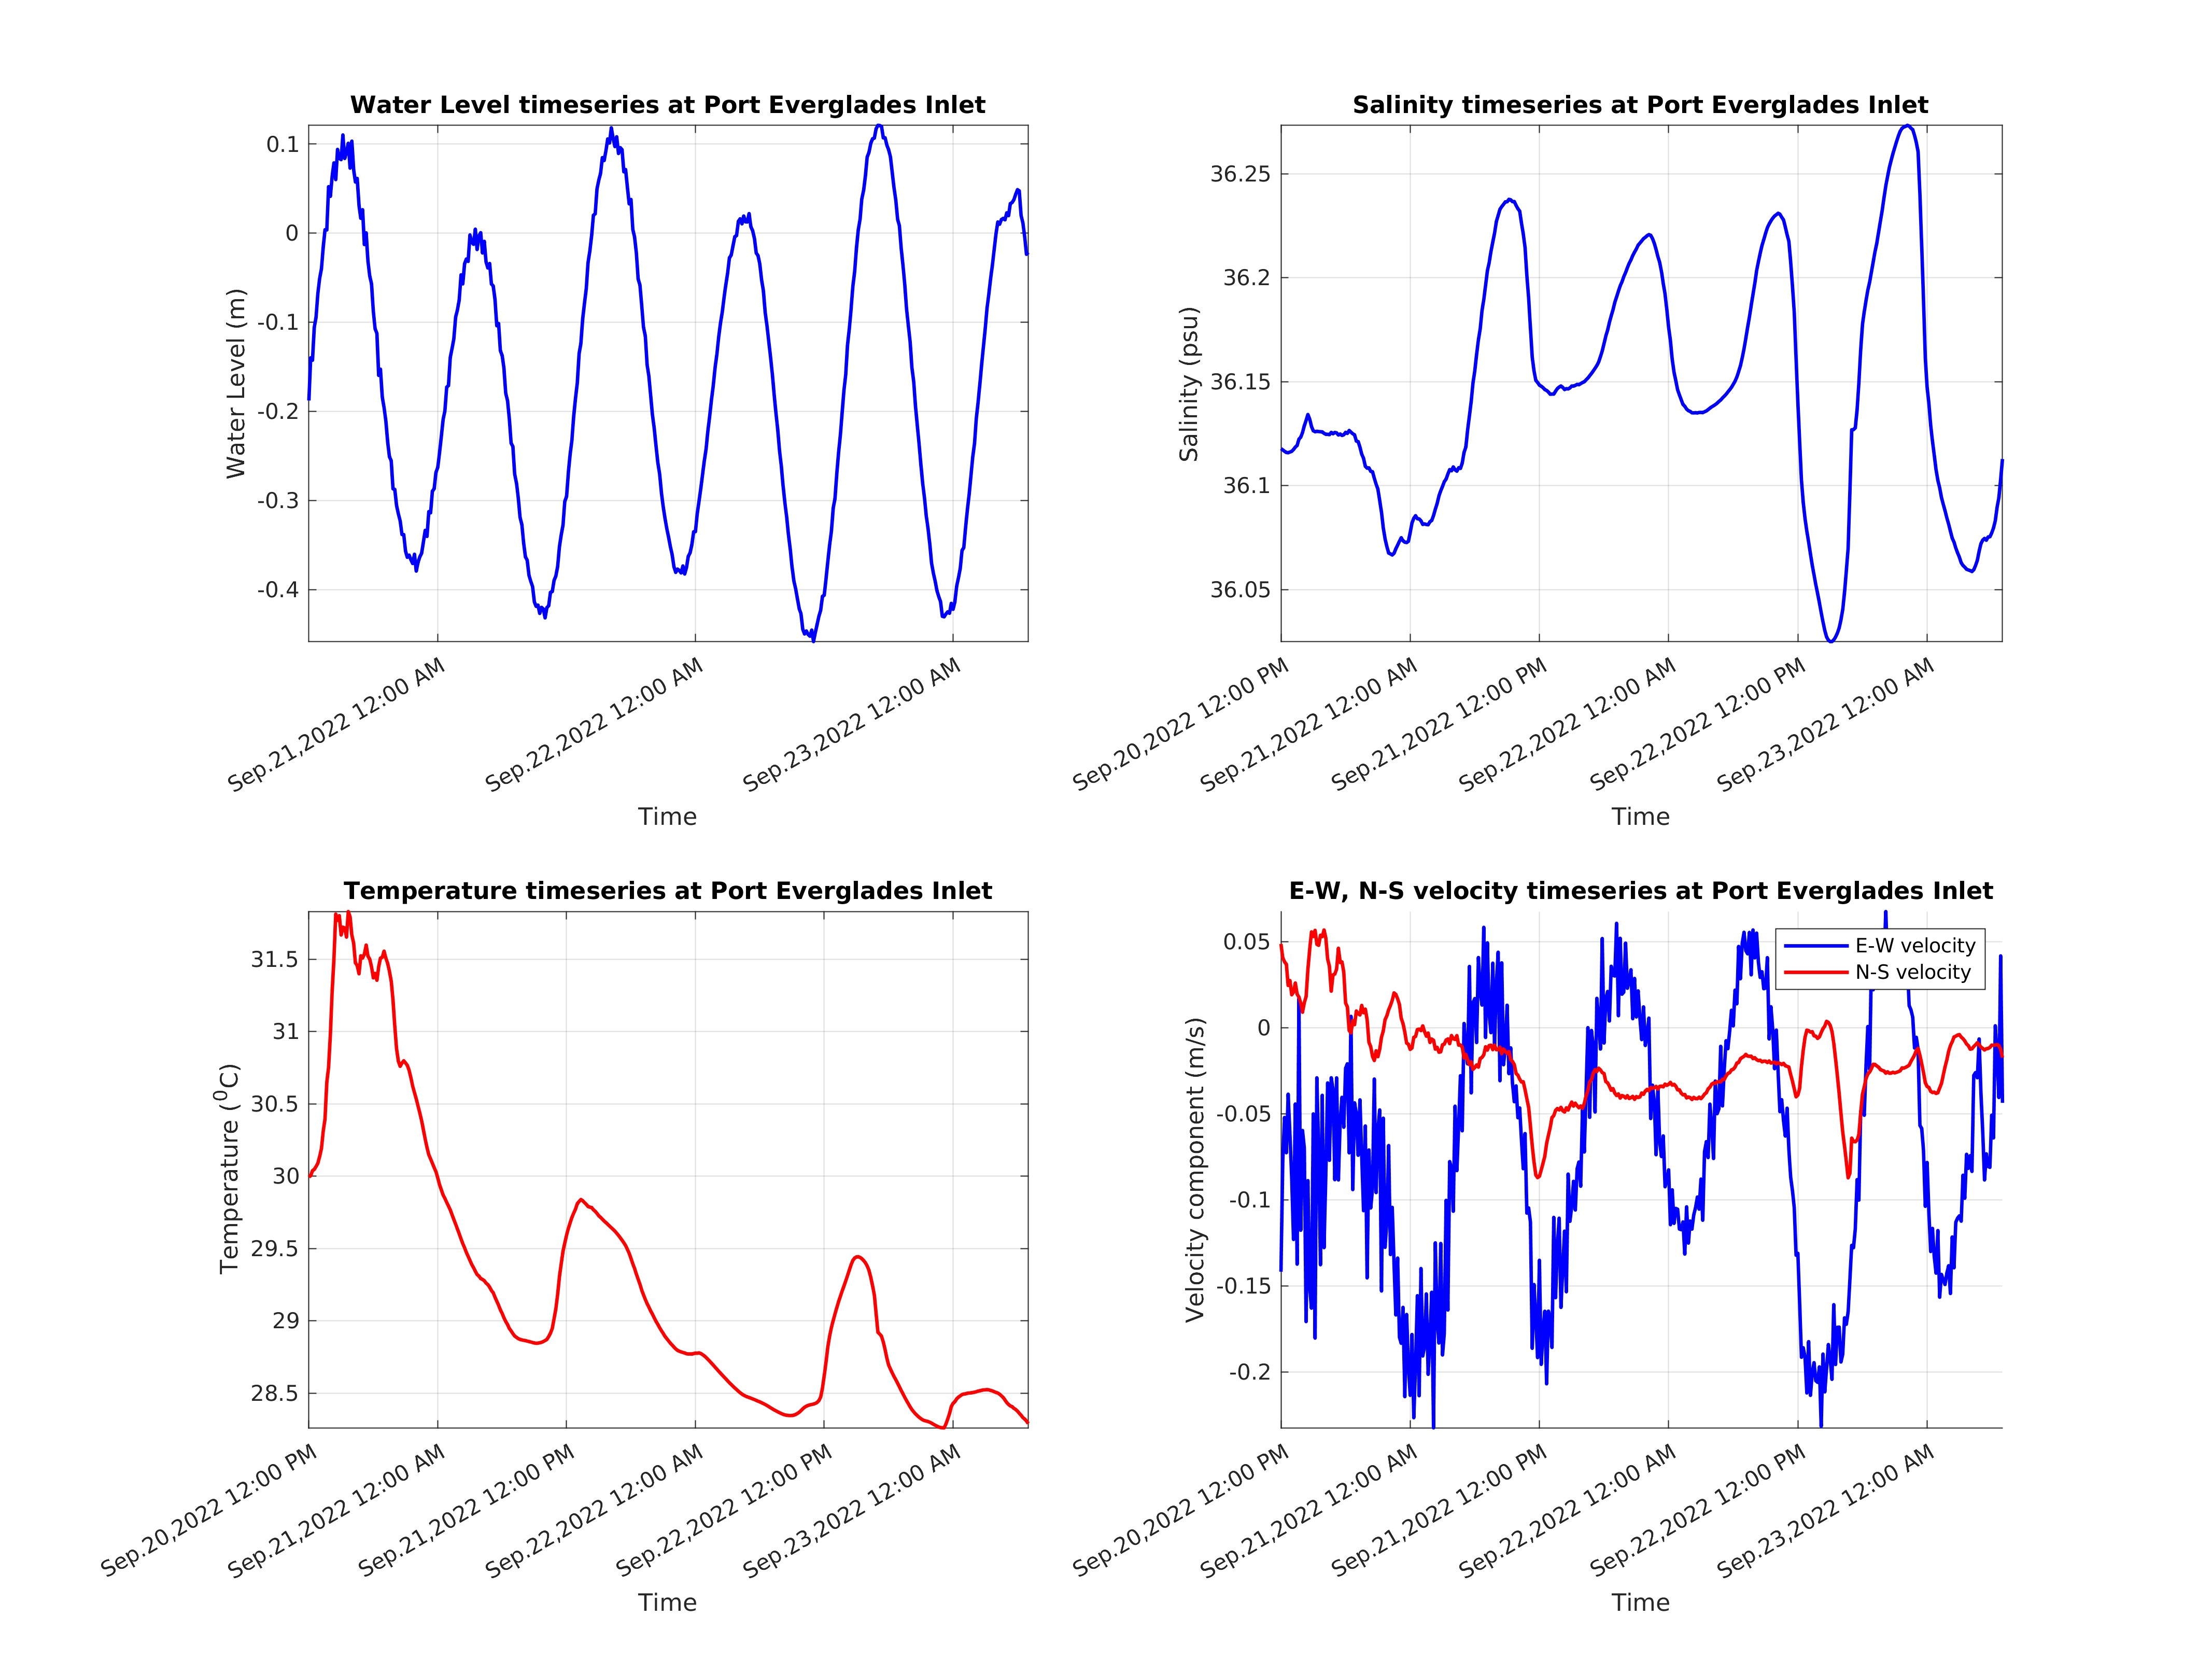 Water Level timeseries at Port Everglades Inlet
0.1
0
-0.1
-0.2
-0.3
-0.4
Water Level (m)
Sep.21,2022 12:00 AM
Sep.22,2022 12:00 AM
Sep.23,2022 12:00 AM
Time
Salinity timeseries at Port Everglades Inlet
36.25
36.2
36.15
36.1
36.05
Salinity (psu)
Sep.20,2022 12:00 PM
Sep.21,2022 12:00 AM
Sep.21,2022 12:00 PM
Sep.22,2022 12:00 AM
Sep.22,2022 12:00 PM
Sep.23,2022 12:00 AM
Time
Temperature timeseries at Port Everglades Inlet
31.5
31
30.5
30
29.5
29
28.5
Temperature (⁰C)
Sep.20,2022 12:00 PM
Sep.21,2022 12:00 AM
Sep.21,2022 12:00 PM
Sep.22,2022 12:00 AM
Sep.22,2022 12:00 PM
Sep.23,2022 12:00 AM
Time
E-W, N-S velocity timeseries at Port Everglades Inlet
E-W velocity
N-S velocity
0.05
0
-0.05
-0.1
-0.15
-0.2
Velocity component (m/s)
Sep.20,2022 12:00 PM
Sep.21,2022 12:00 AM
Sep.21,2022 12:00 PM
Sep.22,2022 12:00 AM
Sep.22,2022 12:00 PM
Sep.23,2022 12:00 AM
Time